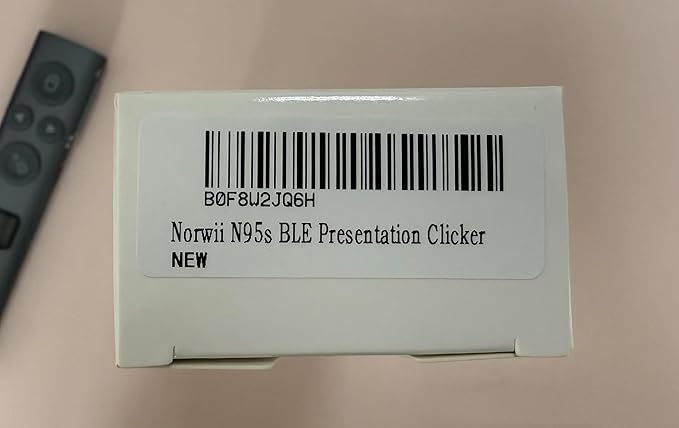 B0F8W2JQ6H
Norwii N95s BLE Presentation Clicker
NEW